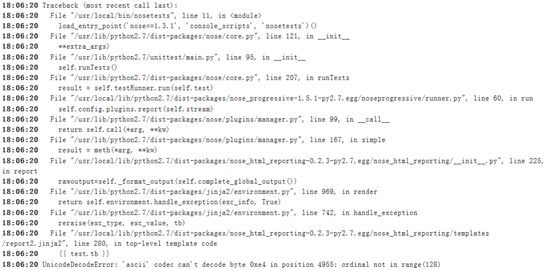 18:06:20 Traceback (most recent call last):
18:06:20   File "/usr/local/bin/nosetests", line 11, in <module>
18:06:20     load_entry_point('nose==1.3.1', 'console_scripts', 'nosetests')()
18:06:20   File "/usr/lib/python2.7/dist-packages/nose/core.py", line 121, in __init__
18:06:20     **extra_args)
18:06:20   File "/usr/lib/python2.7/unittest/main.py", line 95, in __init__
18:06:20     self.runTests()
18:06:20   File "/usr/lib/python2.7/dist-packages/nose/core.py", line 207, in runTests
18:06:20     result = self.testRunner.run(self.test)
18:06:20   File "/usr/local/lib/python2.7/dist-packages/nose_progressive-1.5.1-py2.7.egg/noseprogressive/runner.py", line 60, in run
18:06:20     self.config.plugins.report(self.stream)
18:06:20   File "/usr/lib/python2.7/dist-packages/nose/plugins/manager.py", line 99, in __call__
18:06:20     return self.call(*arg, **kw)
18:06:20   File "/usr/lib/python2.7/dist-packages/nose/plugins/manager.py", line 167, in simple
18:06:20     result = meth(*arg, **kw)
18:06:20   File "/usr/local/lib/python2.7/dist-packages/nose_html_reporting-0.2.3-py2.7.egg/nose_html_reporting/__init__.py", line 225,
in report
18:06:20     rawoutput=self._format_output(self.complete_global_output())
18:06:20   File "/usr/lib/python2.7/dist-packages/jinja2/environment.py", line 969, in render
18:06:20     return self.environment.handle_exception(exc_info, True)
18:06:20   File "/usr/lib/python2.7/dist-packages/jinja2/environment.py", line 742, in handle_exception
18:06:20     reraise(exc_type, exc_value, tb)
18:06:20   File "/usr/local/lib/python2.7/dist-packages/nose_html_reporting-0.2.3-py2.7.egg/nose_html_reporting/templates
/report2.jinja2", line 280, in top-level template code
18:06:20     {{ test.tb }}
18:06:20 UnicodeDecodeError: 'ascii' codec can't decode byte 0xe4 in position 4955: ordinal not in range(128)